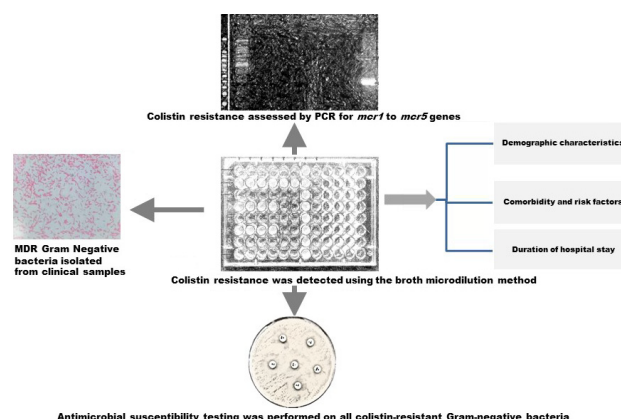 Colistin resistance assessed by PCR for mcr1 to mcr5 genes
Demographic characteristics
Comorbidity and risk factors
Duration of hospital stay
MDR Gram Negative
bacteria isolated
from clinical samples
Colistin resistance was detected using the broth microdilution method
Antimicrobial susceptibility testing was performed on all colistin-resistant Gram-negative bacteria